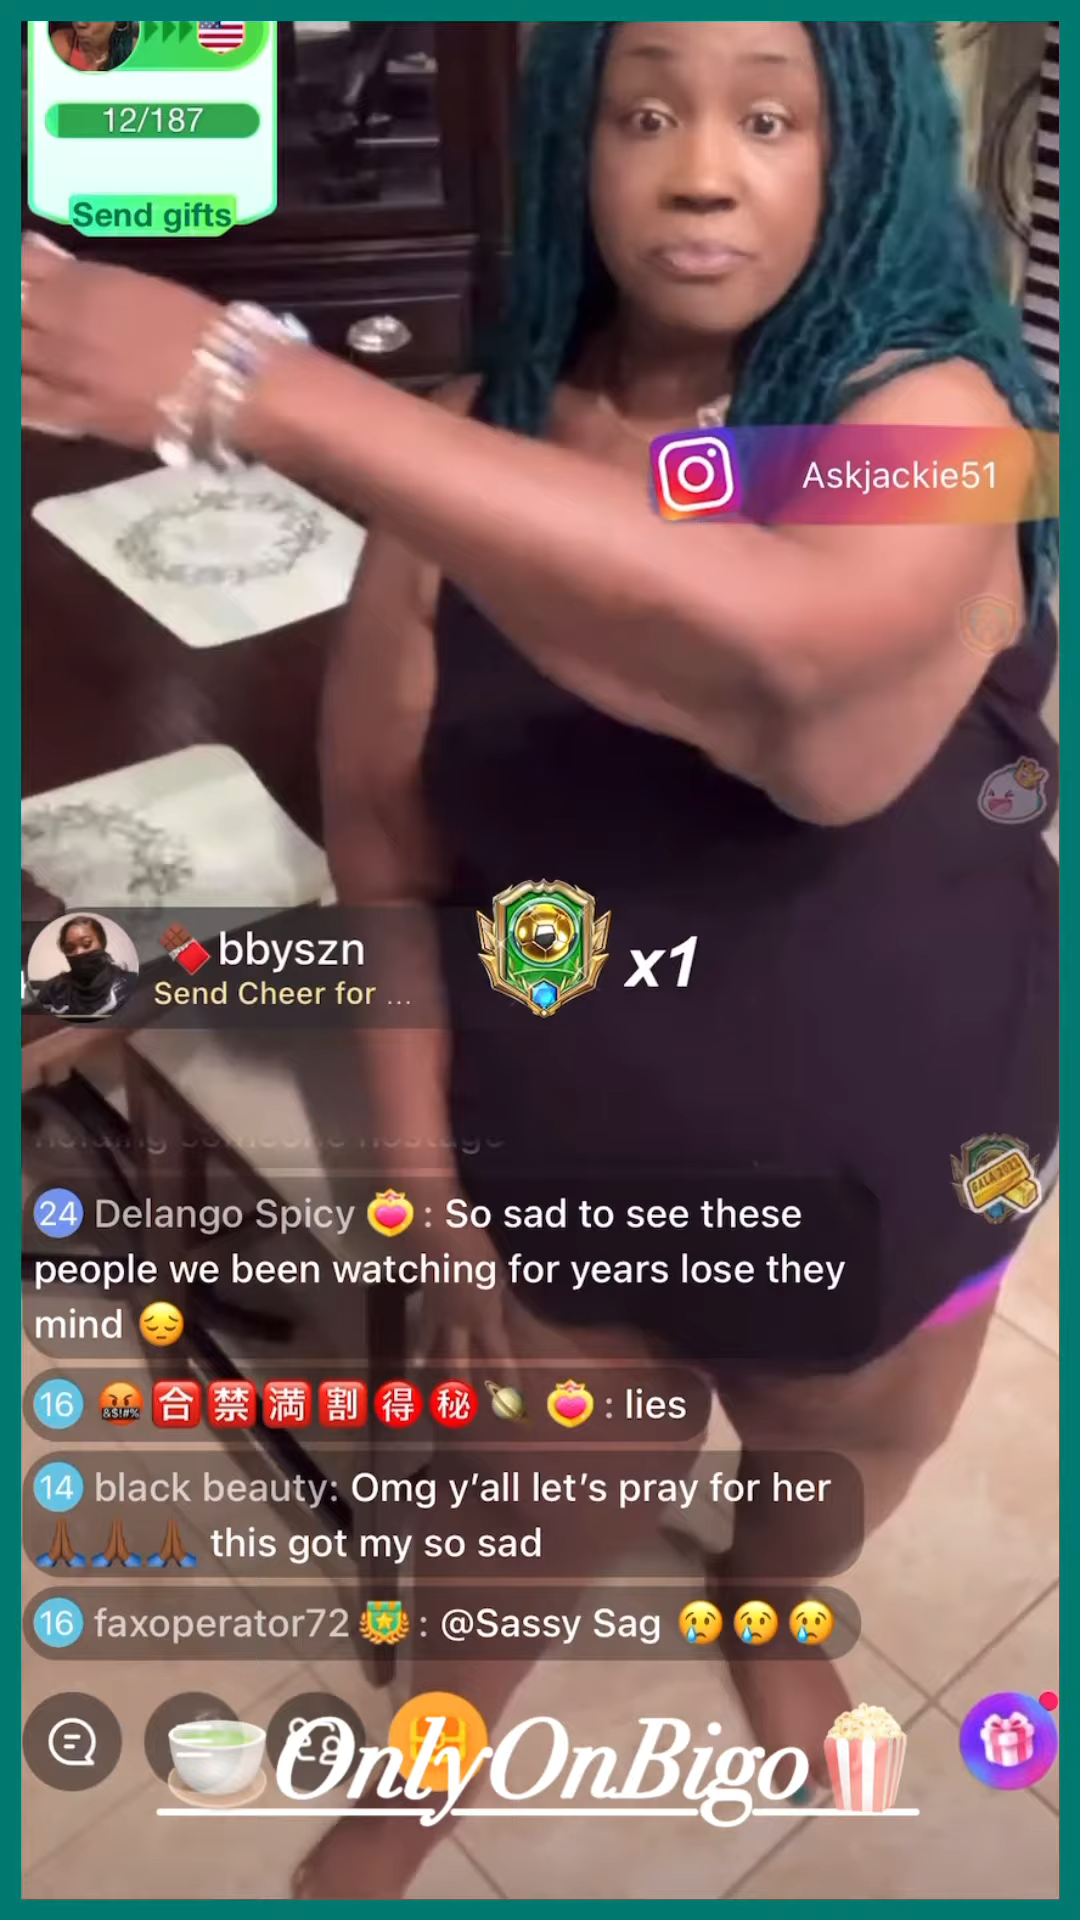 12/187
Send gifts
Askjackie51
🍫bbyszn
Send Cheer for ...
x1
24 Delango Spicy : So sad to see these
people we been watching for years lose they
mind 😔
GALA 2022
16 🤬🈴🈲🈵🈹🉐㊙️🪐 : lies
14 black beauty: Omg y’all let’s pray for her
🙏🏾🙏🏾🙏🏾 this got my so sad
16 faxoperator72 : @Sassy Sag 😢😢😢
🍵OnlyOnBigo🍿